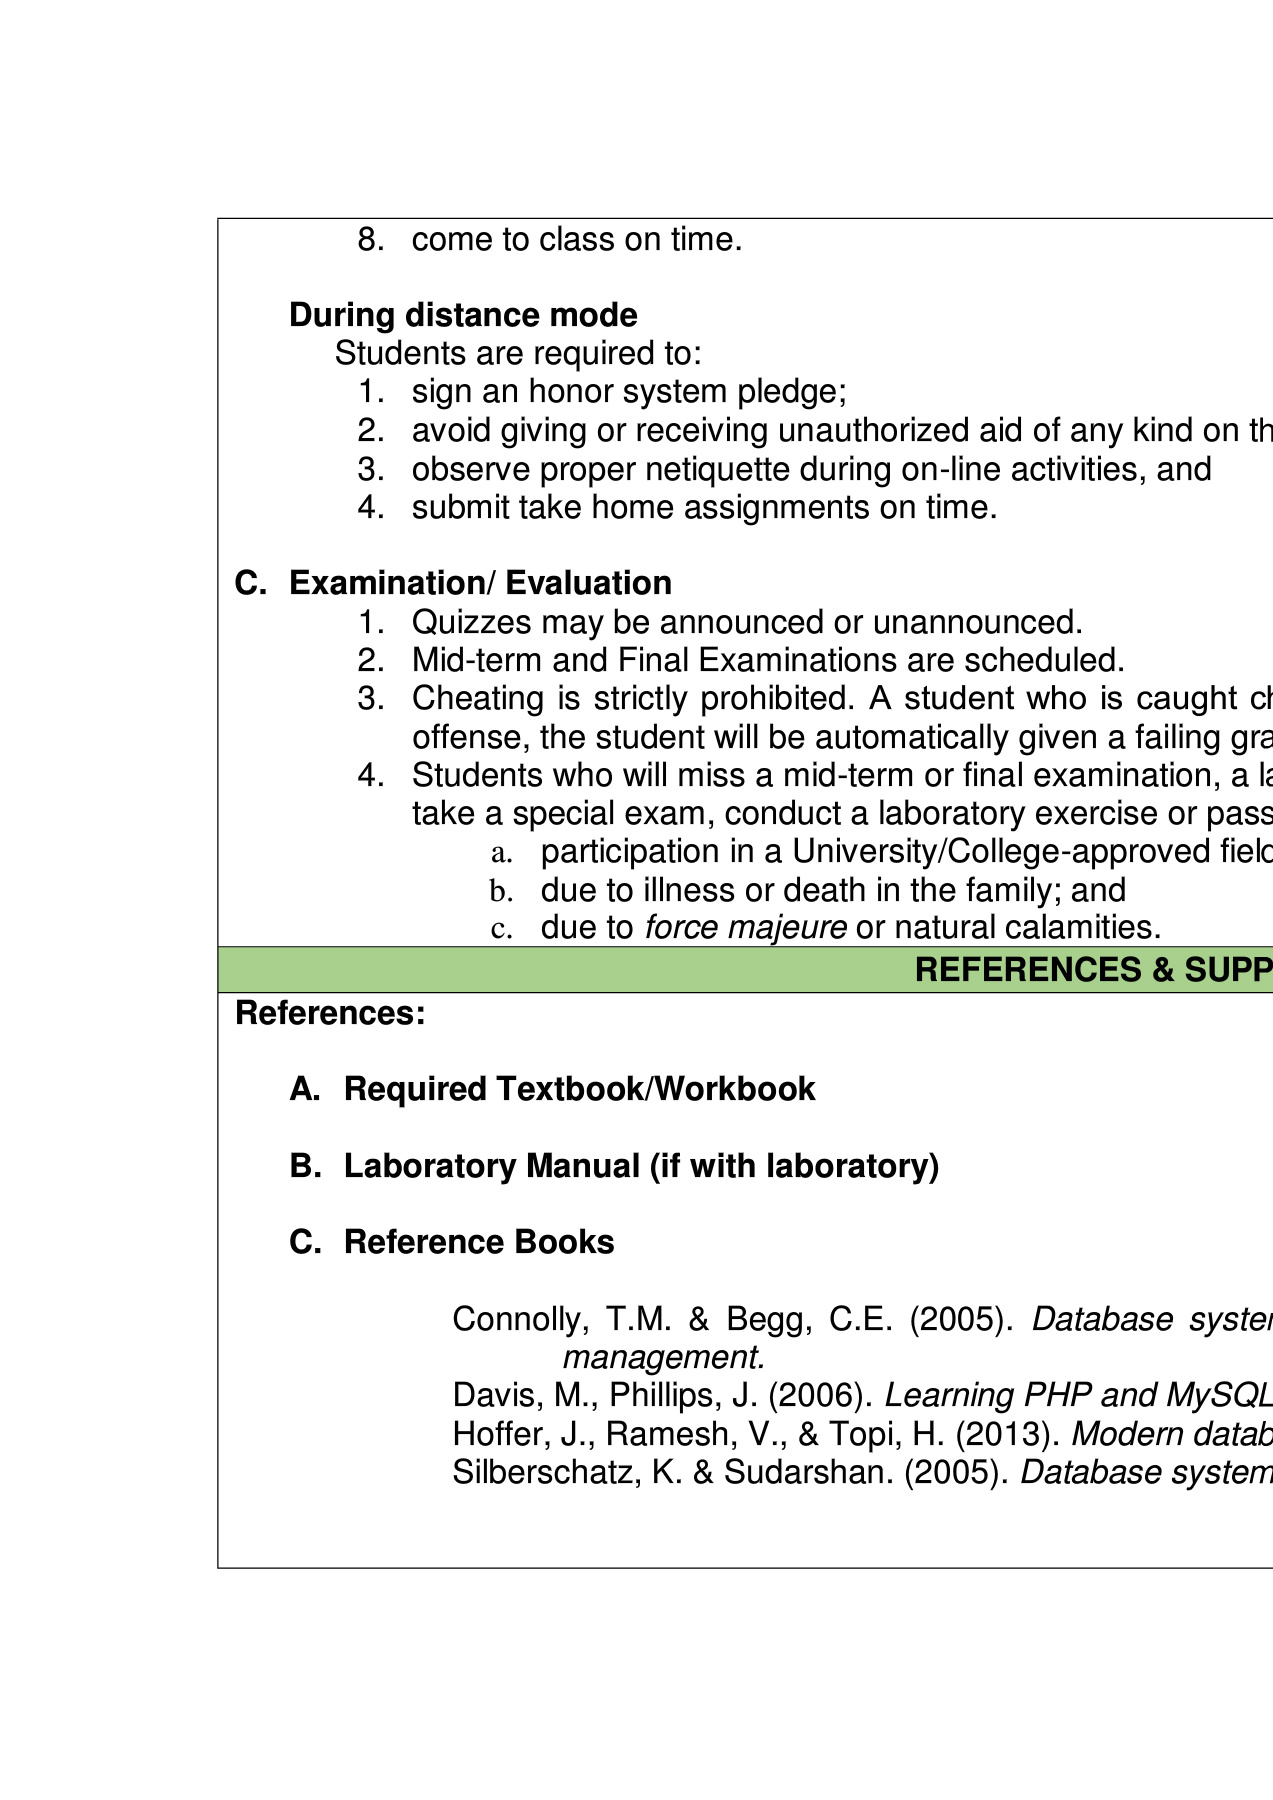 8. come to class on time.
During distance mode
Students are required to:
1. sign an honor system pledge;
2. avoid giving or receiving unauthorized aid of any kind on th
3. observe proper netiquette during on-line activities, and
4. submit take home assignments on time.
C. Examination/ Evaluation
1. Quizzes may be announced or unannounced.
2. Mid-term and Final Examinations are scheduled.
3. Cheating is strictly prohibited. A student who is caught ch
offense, the student will be automatically given a failing gra
4. Students who will miss a mid-term or final examination, a la
take a special exam, conduct a laboratory exercise or pass
a. participation in a University/College-approved field
b. due to illness or death in the family; and
c. due to force majeure or natural calamities.
REFERENCES & SUPP
References:
A. Required Textbook/Workbook
B. Laboratory Manual (if with laboratory)
C. Reference Books
Connolly, T.M. & Begg, C.E. (2005). Database system
management.
Davis, M., Phillips, J. (2006). Learning PHP and MySQL
Hoffer, J., Ramesh, V., & Topi, H. (2013). Modern datab
Silberschatz, K. & Sudarshan. (2005). Database system